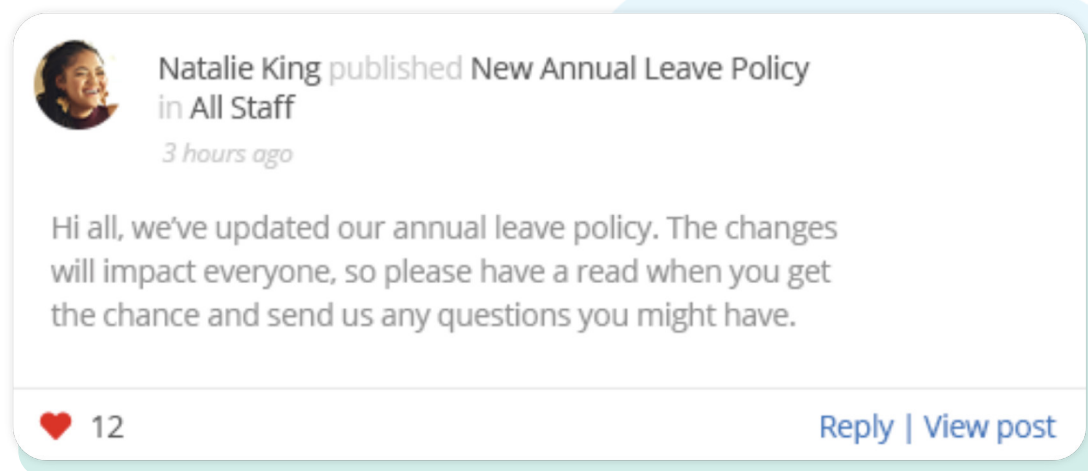 Natalie King published New Annual Leave Policy
in All Staff
3 hours ago
Hi all, we’ve updated our annual leave policy. The changes
will impact everyone, so please have a read when you get
the chance and send us any questions you might have.
12
Reply | View post